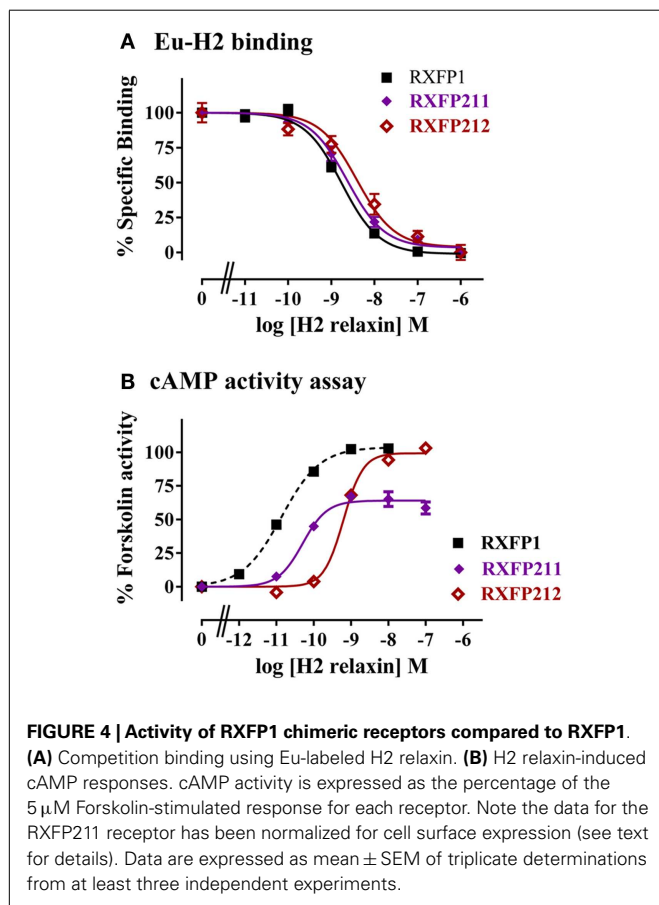 A Eu-H2 binding
RXFP1
RXFP211
RXFP212
% Specific Binding
100
75
50
25
0
0 -11 -10 -9 -8 -7 -6
log [H2 relaxin] M
B cAMP activity assay
% Forskolin activity
100
75
50
25
0
RXFP1
RXFP211
RXFP212
0 -12 -11 -10 -9 -8 -7 -6
log [H2 relaxin] M
FIGURE 4 | Activity of RXFP1 chimeric receptors compared to RXFP1.
(A) Competition binding using Eu-labeled H2 relaxin. (B) H2 relaxin-induced
cAMP responses. cAMP activity is expressed as the percentage of the
5 μM Forskolin-stimulated response for each receptor. Note the data for the
RXFP211 receptor has been normalized for cell surface expression (see text
for details). Data are expressed as mean ± SEM of triplicate determinations
from at least three independent experiments.